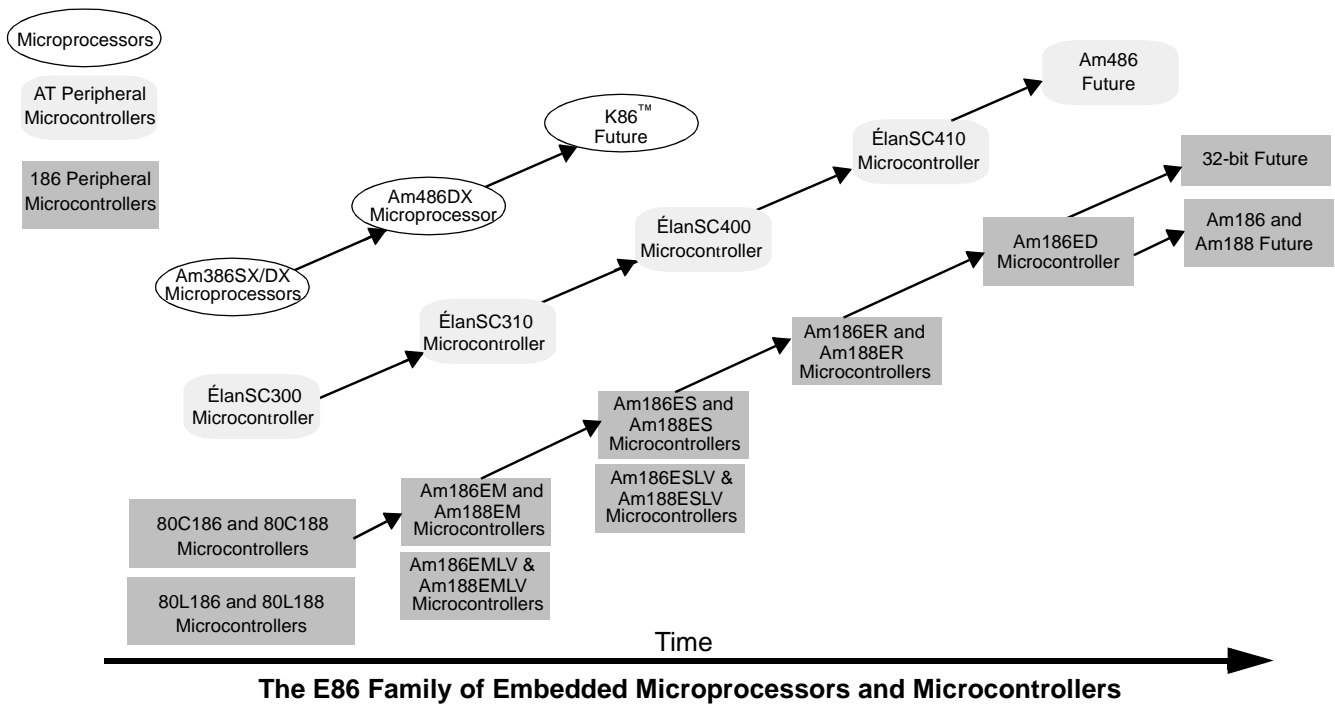 Microprocessors
AT Peripheral
Microcontrollers
186 Peripheral
Microcontrollers
Am386SX/DX
Microprocessors
Am486DX
Microprocessor
K86™
Future
ÉlanSC300
Microcontroller
ÉlanSC310
Microcontroller
ÉlanSC400
Microcontroller
ÉlanSC410
Microcontroller
Am486
Future
80C186 and 80C188
Microcontrollers
80L186 and 80L188
Microcontrollers
Am186EM and
Am188EM
Microcontrollers
Am186EMLV &
Am188EMLV
Microcontrollers
Am186ES and
Am188ES
Microcontrollers
Am186ESLV &
Am188ESLV
Microcontrollers
Am186ER and
Am188ER
Microcontrollers
Am186ED
Microcontroller
32-bit Future
Am186 and
Am188 Future
Time
The E86 Family of Embedded Microprocessors and Microcontrollers